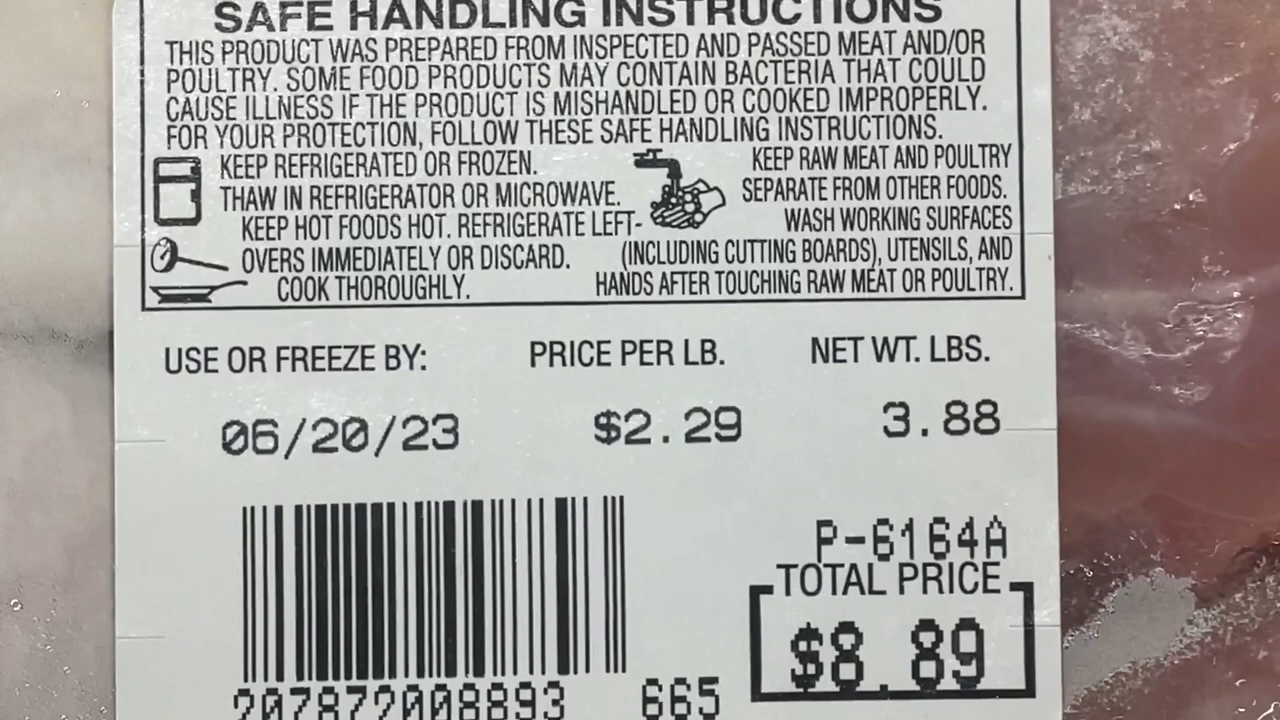 SAFE HANDLING INSTRUCTIONS
THIS PRODUCT WAS PREPARED FROM INSPECTED AND PASSED MEAT AND/OR
POULTRY. SOME FOOD PRODUCTS MAY CONTAIN BACTERIA THAT COULD
CAUSE ILLNESS IF THE PRODUCT IS MISHANDLED OR COOKED IMPROPERLY.
FOR YOUR PROTECTION, FOLLOW THESE SAFE HANDLING INSTRUCTIONS.
KEEP REFRIGERATED OR FROZEN.
THAW IN REFRIGERATOR OR MICROWAVE.
KEEP HOT FOODS HOT. REFRIGERATE LEFT-
OVERS IMMEDIATELY OR DISCARD.
COOK THOROUGHLY.
KEEP RAW MEAT AND POULTRY
SEPARATE FROM OTHER FOODS.
WASH WORKING SURFACES
(INCLUDING CUTTING BOARDS), UTENSILS, AND
HANDS AFTER TOUCHING RAW MEAT OR POULTRY.
USE OR FREEZE BY: PRICE PER LB. NET WT. LBS.
06/20/23 $2.29 3.88
P-6164A
TOTAL PRICE
$8.89
207872008893 665